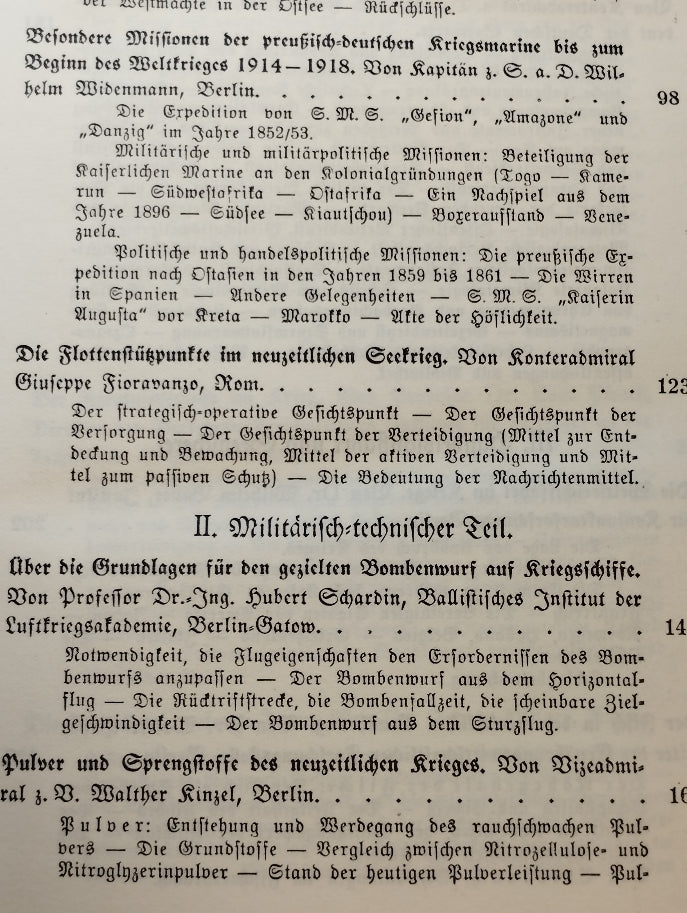 der Westmächte in der Ostsee — Rückschlüsse.
Besondere Missionen der preußisch-deutschen Kriegsmarine bis zum
Beginn des Weltkrieges 1914–1918. Von Kapitän z. S. a. D. Wil-
helm Widenmann, Berlin. . . . . . . . . . . . . . 98
Die Expedition von S. M. S. „Gefion“, „Amazone“ und
„Danzig“ im Jahre 1852/53.
Militärische und militärpolitische Missionen: Beteiligung der
Kaiserlichen Marine an den Kolonialgründungen (Togo — Kame-
run — Südwestafrika — Ostafrika — Ein Nachspiel aus dem
Jahre 1896 — Südsee — Kiautschou) — Boxeraufstand — Vene-
zuela.
Politische und handelspolitische Missionen: Die preußische Ex-
pedition nach Ostasien in den Jahren 1859 bis 1861 — Die Wirren
in Spanien — Andere Gelegenheiten — S. M. S. „Kaiserin
Augusta“ vor Kreta — Marokko — Akte der Höflichkeit.
Die Flottenstützpunkte im neuzeitlichen Seekrieg. Von Konteradmiral
Giuseppe Fioravanzo, Rom. . . . . . . . . . . . . . 123
Der strategisch-operative Gesichtspunkt — Der Gesichtspunkt der
Versorgung — Der Gesichtspunkt der Verteidigung (Mittel zur Ent-
deckung und Bewachung, Mittel der aktiven Verteidigung und Mit-
tel zum passiven Schutz) — Die Bedeutung der Nachrichtenmittel.
II. Militärisch-technischer Teil.
Über die Grundlagen für den gezielten Bombenwurf auf Kriegsschiffe.
Von Professor Dr.-Ing. Hubert Schardin, Ballistisches Institut der
Luftkriegsakademie, Berlin-Gatow. . . . . . . . . . . . 14
Notwendigkeit, die Flugeigenschaften den Erfordernissen des Bom-
benwurfs anzupassen — Der Bombenwurf aus dem Horizontal-
flug — Die Rücktriftstrecke, die Bombenfallzeit, die scheinbare Ziel-
geschwindigkeit — Der Bombenwurf aus dem Sturzflug.
Pulver und Sprengstoffe des neuzeitlichen Krieges. Von Vizeadmi-
ral z. V. Walther Kinzel, Berlin. . . . . . . . . . . . 16
Pulver: Entstehung und Werdegang des rauchschwachen Pul-
vers — Die Grundstoffe — Vergleich zwischen Nitrozellulose- und
Nitroglyzerinpulver — Stand der heutigen Pulverleistung — Pul-